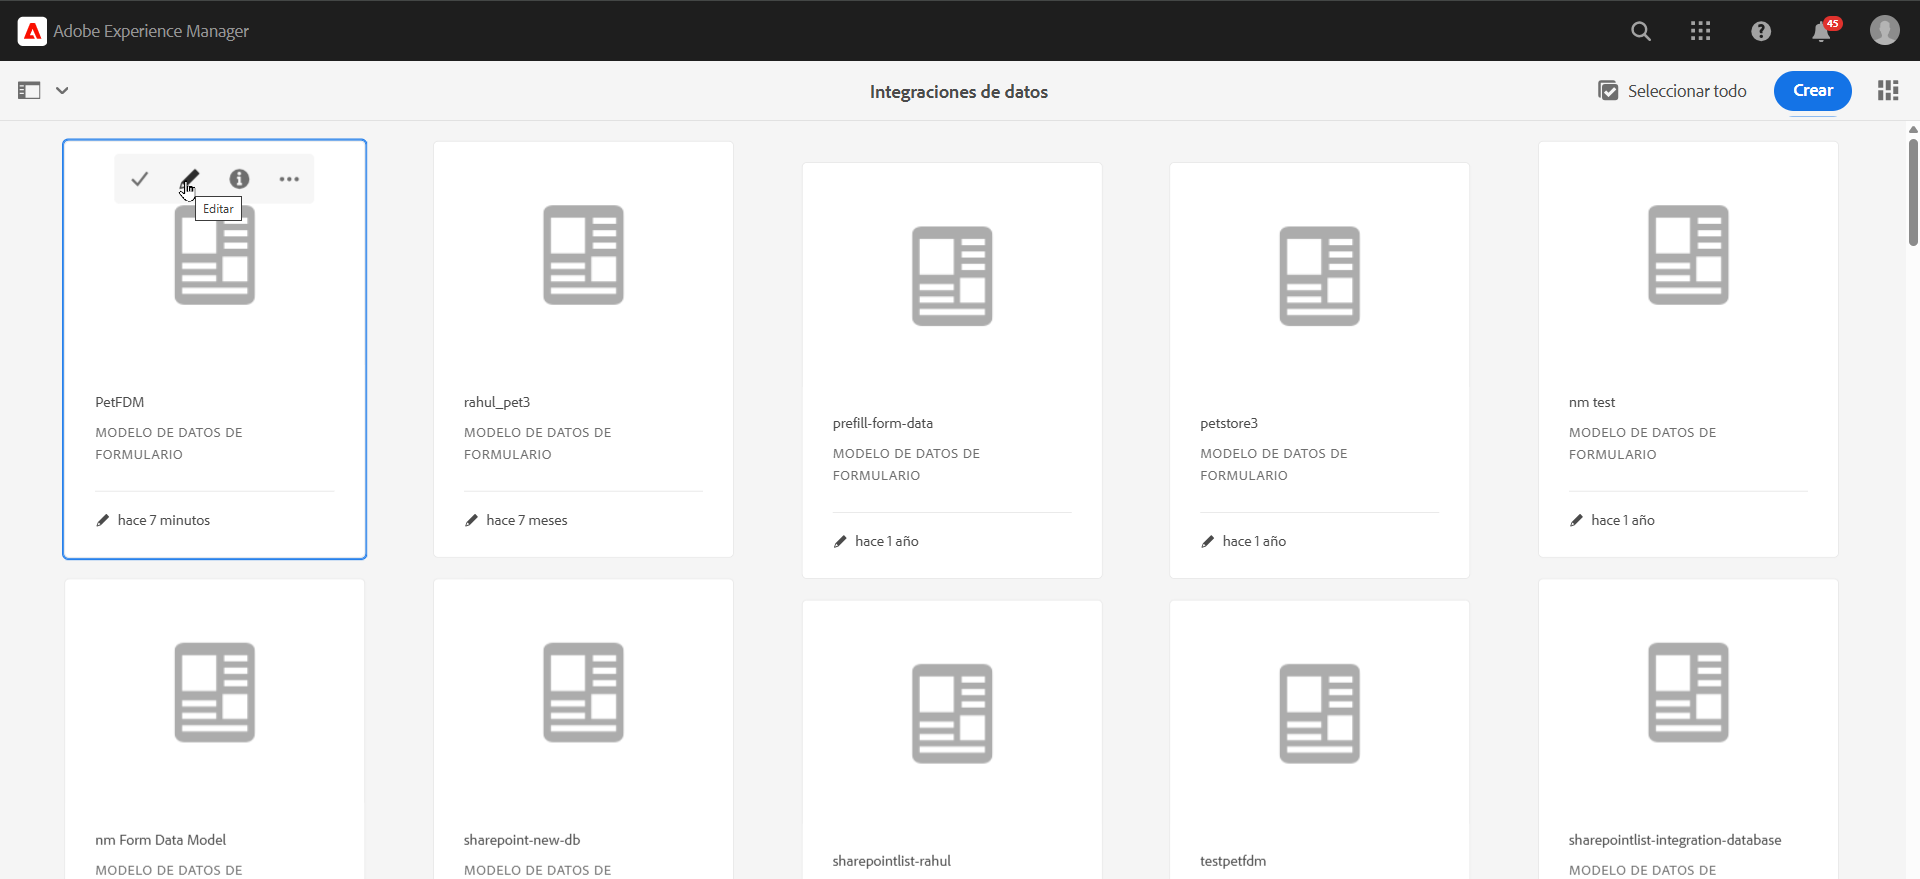 Adobe Experience Manager
45
Integraciones de datos
Seleccionar todo
Crear
Editar
PetFDM
MODELO DE DATOS DE
FORMULARIO
hace 7 minutos
rahul_pet3
MODELO DE DATOS DE
FORMULARIO
hace 7 meses
prefill-form-data
MODELO DE DATOS DE
FORMULARIO
hace 1 año
petstore3
MODELO DE DATOS DE
FORMULARIO
hace 1 año
nm test
MODELO DE DATOS DE
FORMULARIO
hace 1 año
nm Form Data Model
MODELO DE DATOS DE
sharepoint-new-db
MODELO DE DATOS DE
sharepointlist-rahul
testpetfdm
sharepointlist-integration-database
MODELO DE DATOS DE